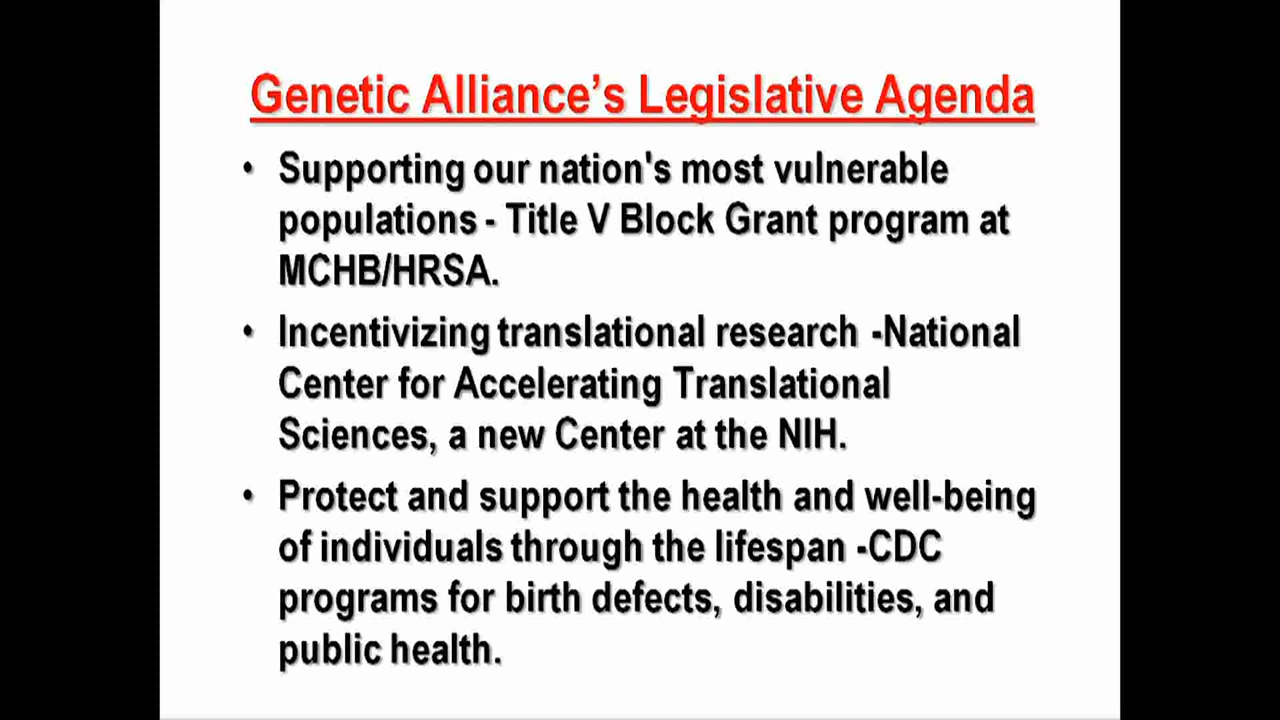 Genetic Alliance’s Legislative Agenda
• Supporting our nation's most vulnerable
populations - Title V Block Grant program at
MCHB/HRSA.
• Incentivizing translational research -National
Center for Accelerating Translational
Sciences, a new Center at the NIH.
• Protect and support the health and well-being
of individuals through the lifespan -CDC
programs for birth defects, disabilities, and
public health.